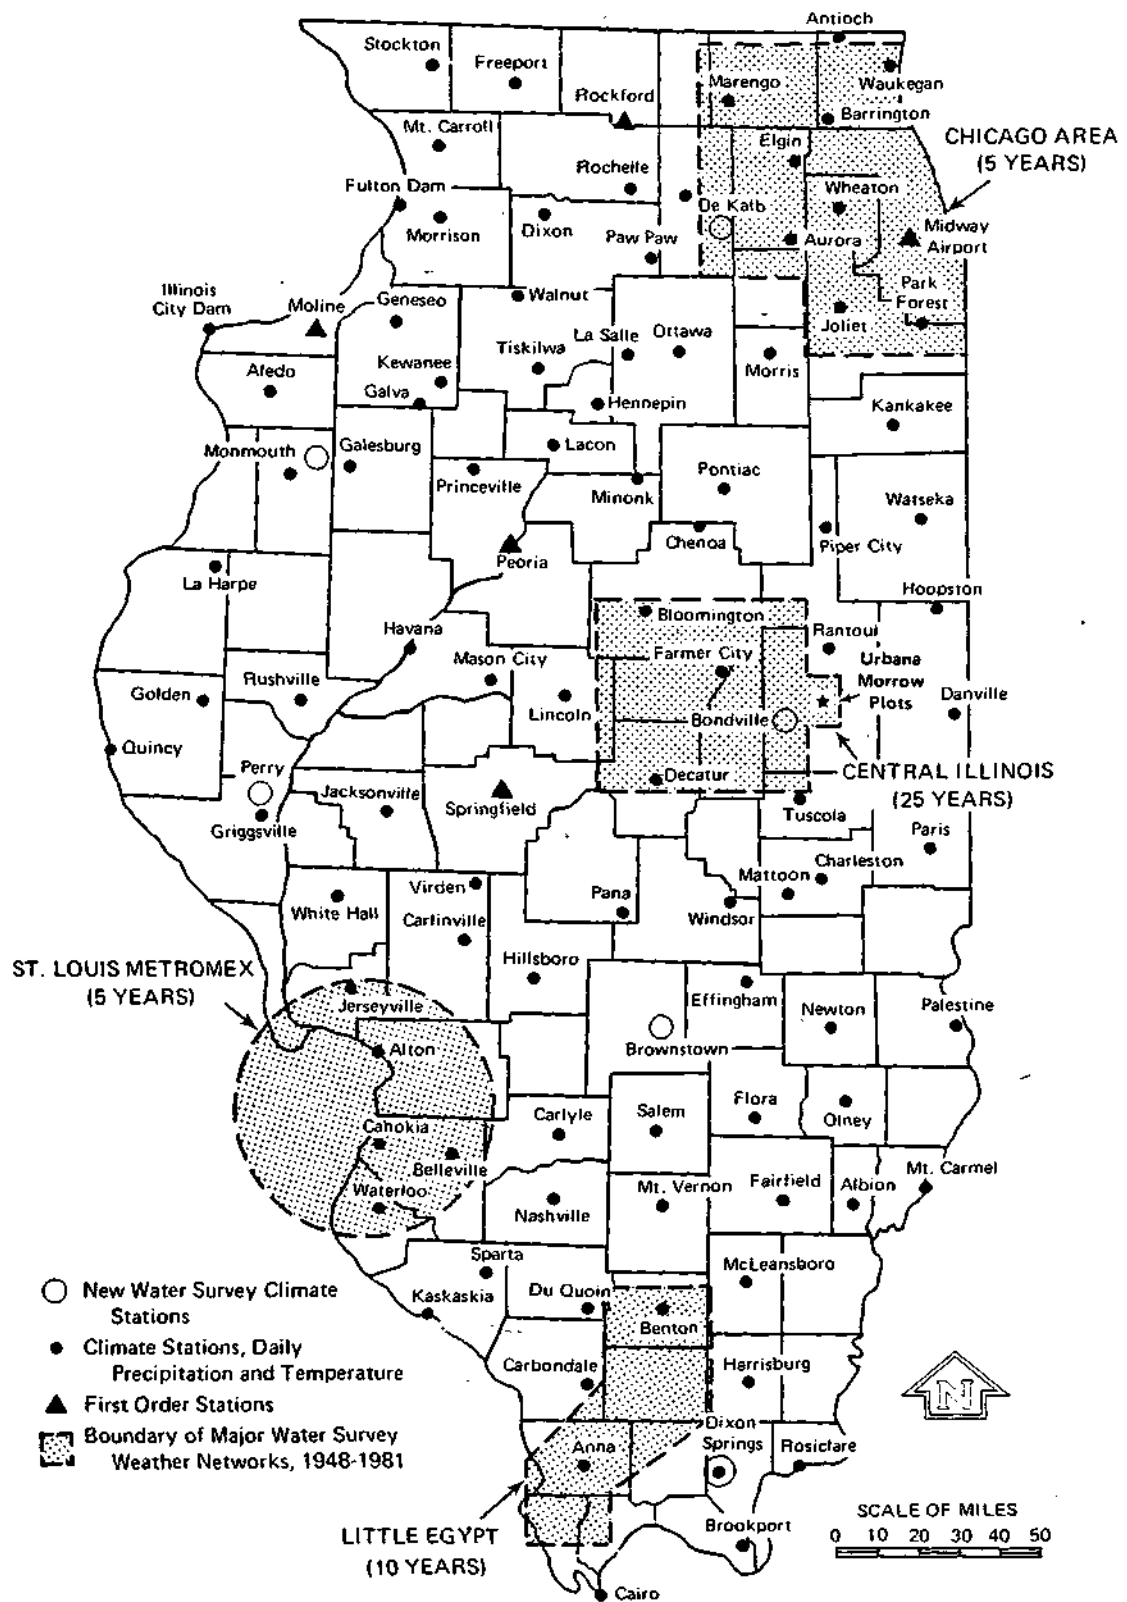 Antioch
Stockton
Freeport
Marengo
Waukegan
Rockford
Barrington
Mt. Carroll
CHICAGO AREA
(5 YEARS)
Elgin
Rochelle
Fulton Dam
Wheaton
De Kalb
Dixon
Morrison
Paw Paw
Aurora
Midway
Airport
Illinois
City Dam
Moline
Geneseo
Walnut
Park
Forest
Joliet
La Salle
Ottawa
Tiskilwa
Kewanee
Morris
Aledo
Galva
Hennepin
Kankakee
Monmouth
Galesburg
Lacon
Princeville
Minonk
Pontiac
Watseka
Chenoa
Piper City
Peoria
La Harpe
Hoopston
Bloomington
Havana
Rantoul
Mason City
Farmer City
Urbana
Morrow
Plots
Rushville
Golden
Lincoln
Bondville
Danville
Quincy
Perry
Decatur
CENTRAL ILLINOIS
(25 YEARS)
Jacksonville
Springfield
Tuscola
Griggsville
Paris
Charleston
Mattoon
Virden
Pana
White Hall
Carlinville
Windsor
Hillsboro
ST. LOUIS METROMEX
(5 YEARS)
Jerseyville
Effingham
Newton
Palestine
Alton
Brownstown
Carlyle
Salem
Flora
Olney
Cahokia
Belleville
Waterloo
Mt. Vernon
Fairfield
Albion
Mt. Carmel
Nashville
Sparta
McLeansboro
Kaskaskia
Du Quoin
Benton
Carbondale
Harrisburg
Dixon
Springs
Anna
Rosiclare
Brookport
Cairo
LITTLE EGYPT
(10 YEARS)
New Water Survey Climate
Stations
Climate Stations, Daily
Precipitation and Temperature
First Order Stations
Boundary of Major Water Survey
Weather Networks, 1948-1981
N
SCALE OF MILES
0 10 20 30 40 50